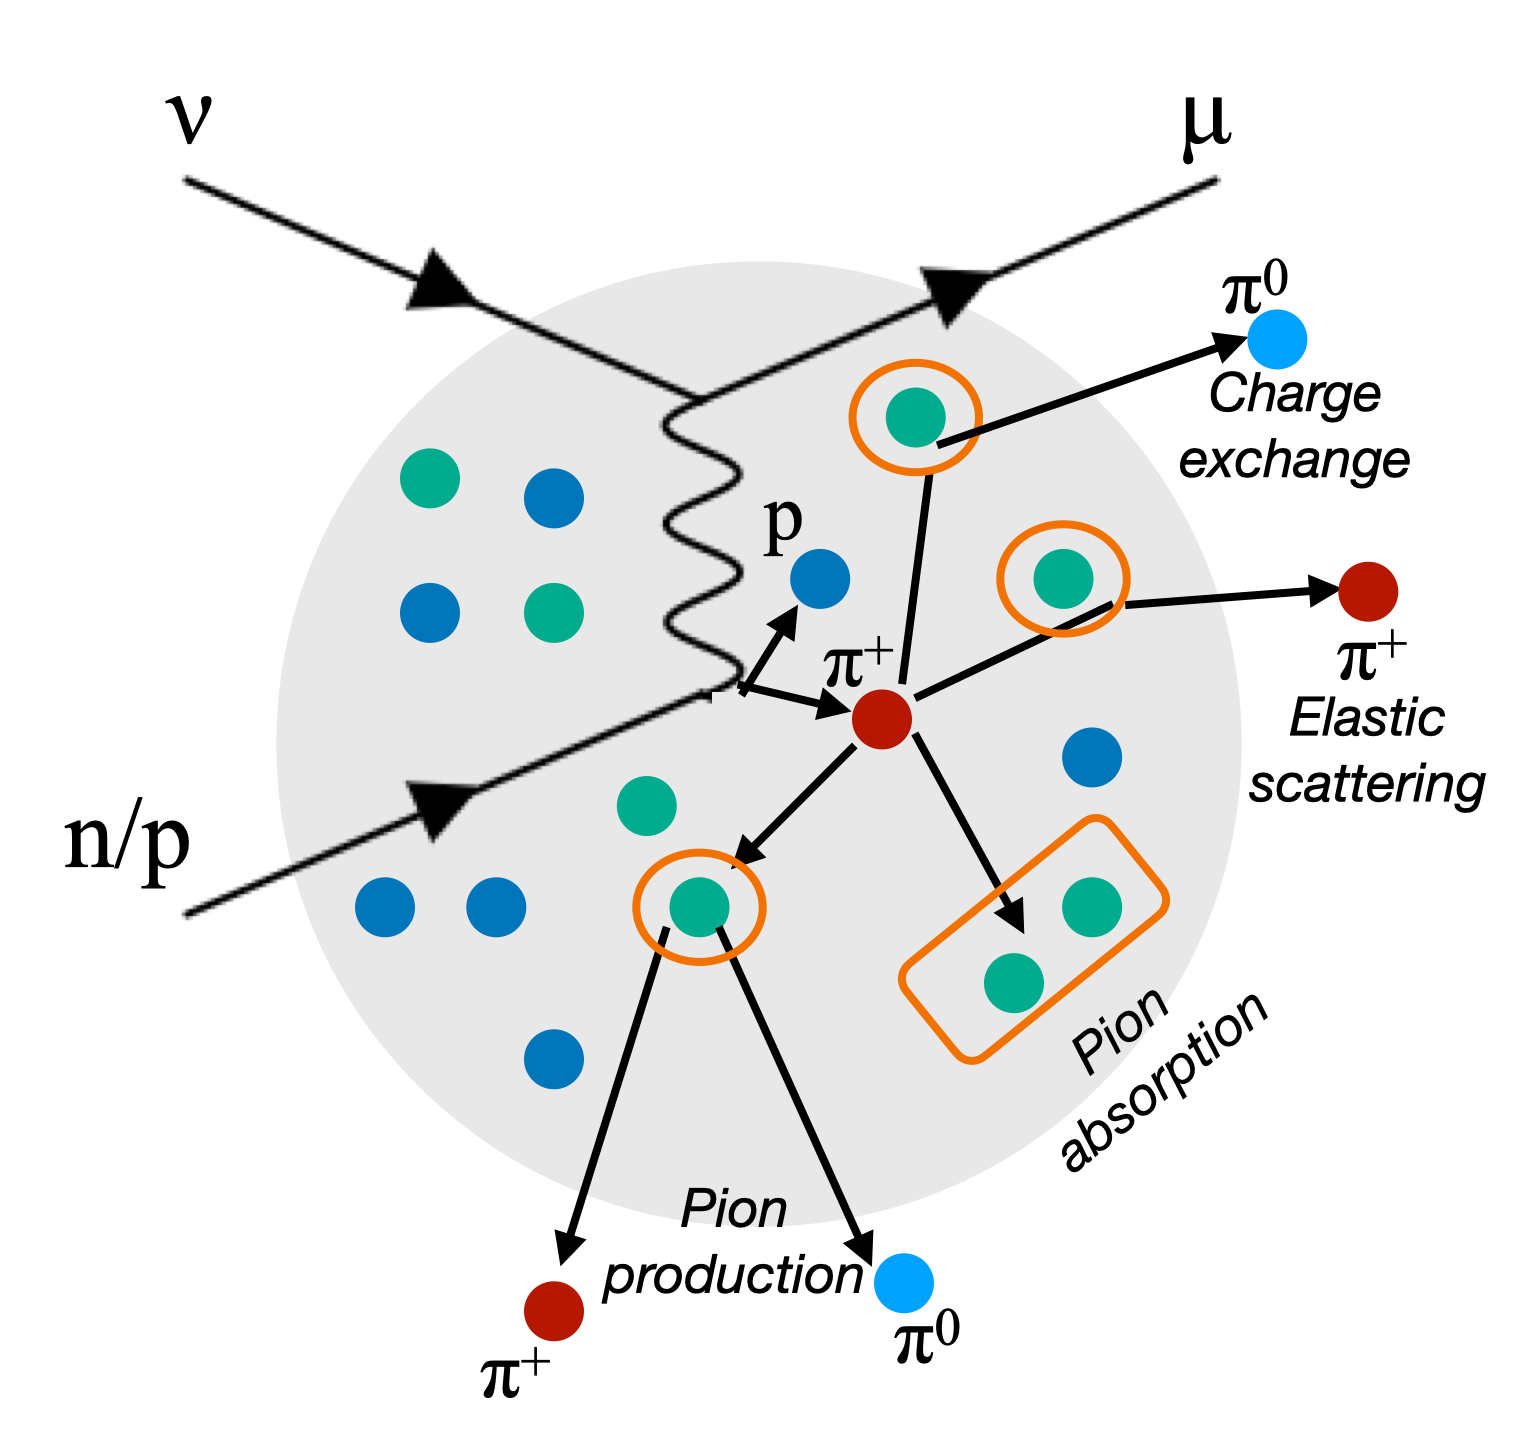 ν
μ
π⁰
Charge
exchange
p
π⁺
π⁺
Elastic
scattering
n/p
Pion
absorption
Pion
production
π⁺
π⁰